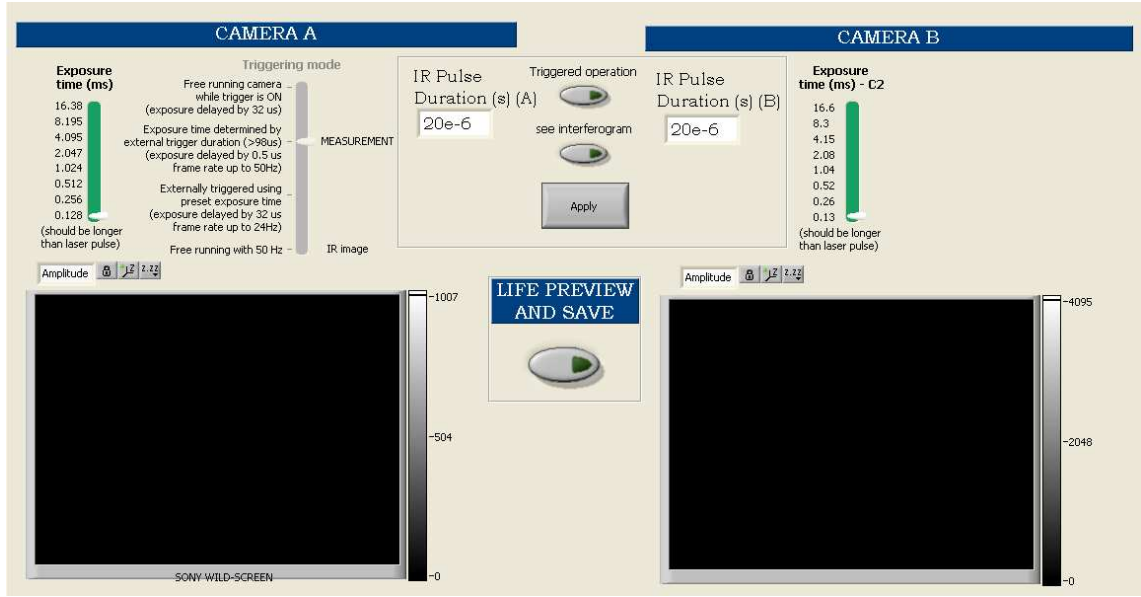 CAMERA A
CAMERA B
Exposure
time (ms)
16.38
8.195
4.095
2.047
1.024
0.512
0.256
0.128
(should be longer
than laser pulse)
Triggering mode
Free running camera
while trigger is ON
(exposure delayed by 32 us)
Exposure time determined by
external trigger duration (>98us)
(exposure delayed by 0.5 us
frame rate up to 50Hz)
MEASUREMENT
Externally triggered using
preset exposure time
(exposure delayed by 32 us
frame rate up to 24Hz)
Free running with 50 Hz
IR image
IR Pulse
Duration (s) (A)
20e-6
Triggered operation
see interferogram
Apply
IR Pulse
Duration (s) (B)
20e-6
Exposure
time (ms) - C2
16.6
8.3
4.15
2.08
1.04
0.52
0.26
0.13
(should be longer
than laser pulse)
Amplitude
1007
504
0
SONY WILD-SCREEN
LIFE PREVIEW
AND SAVE
Amplitude
4095
2048
0